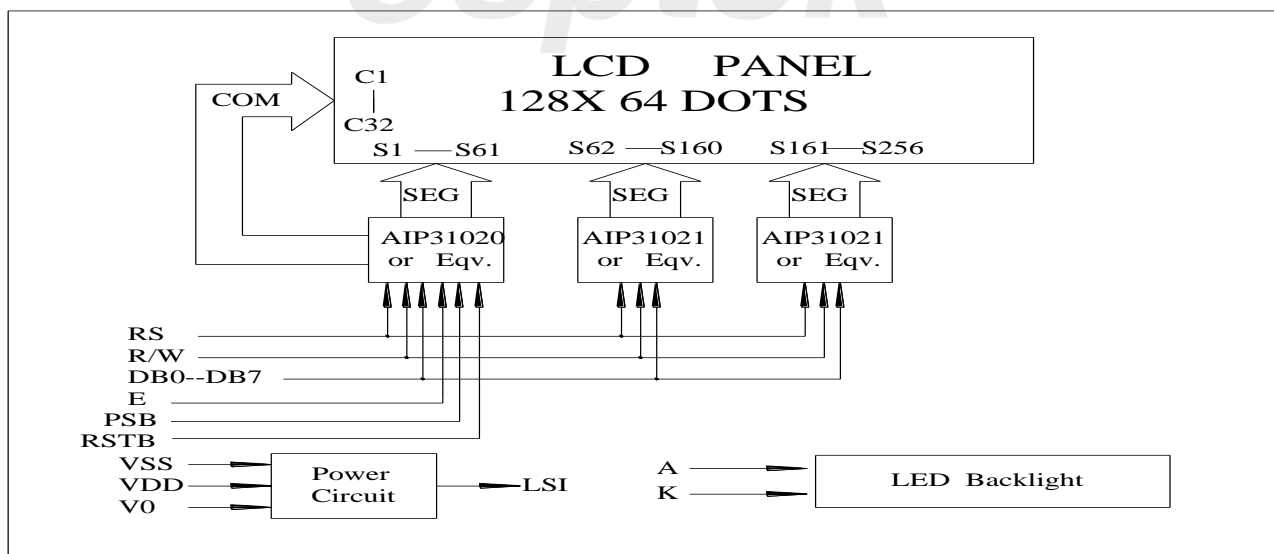 LCD PANEL
128X 64 DOTS
COM
C1
C32
S1 S61
S62 S160
S161 S256
SEG
SEG
SEG
AIP31020
or Eqv.
AIP31021
or Eqv.
AIP31021
or Eqv.
RS
R/W
DB0--DB7
E
PSB
RSTB
VSS
VDD
V0
Power
Circuit
LSI
A
K
LED Backlight